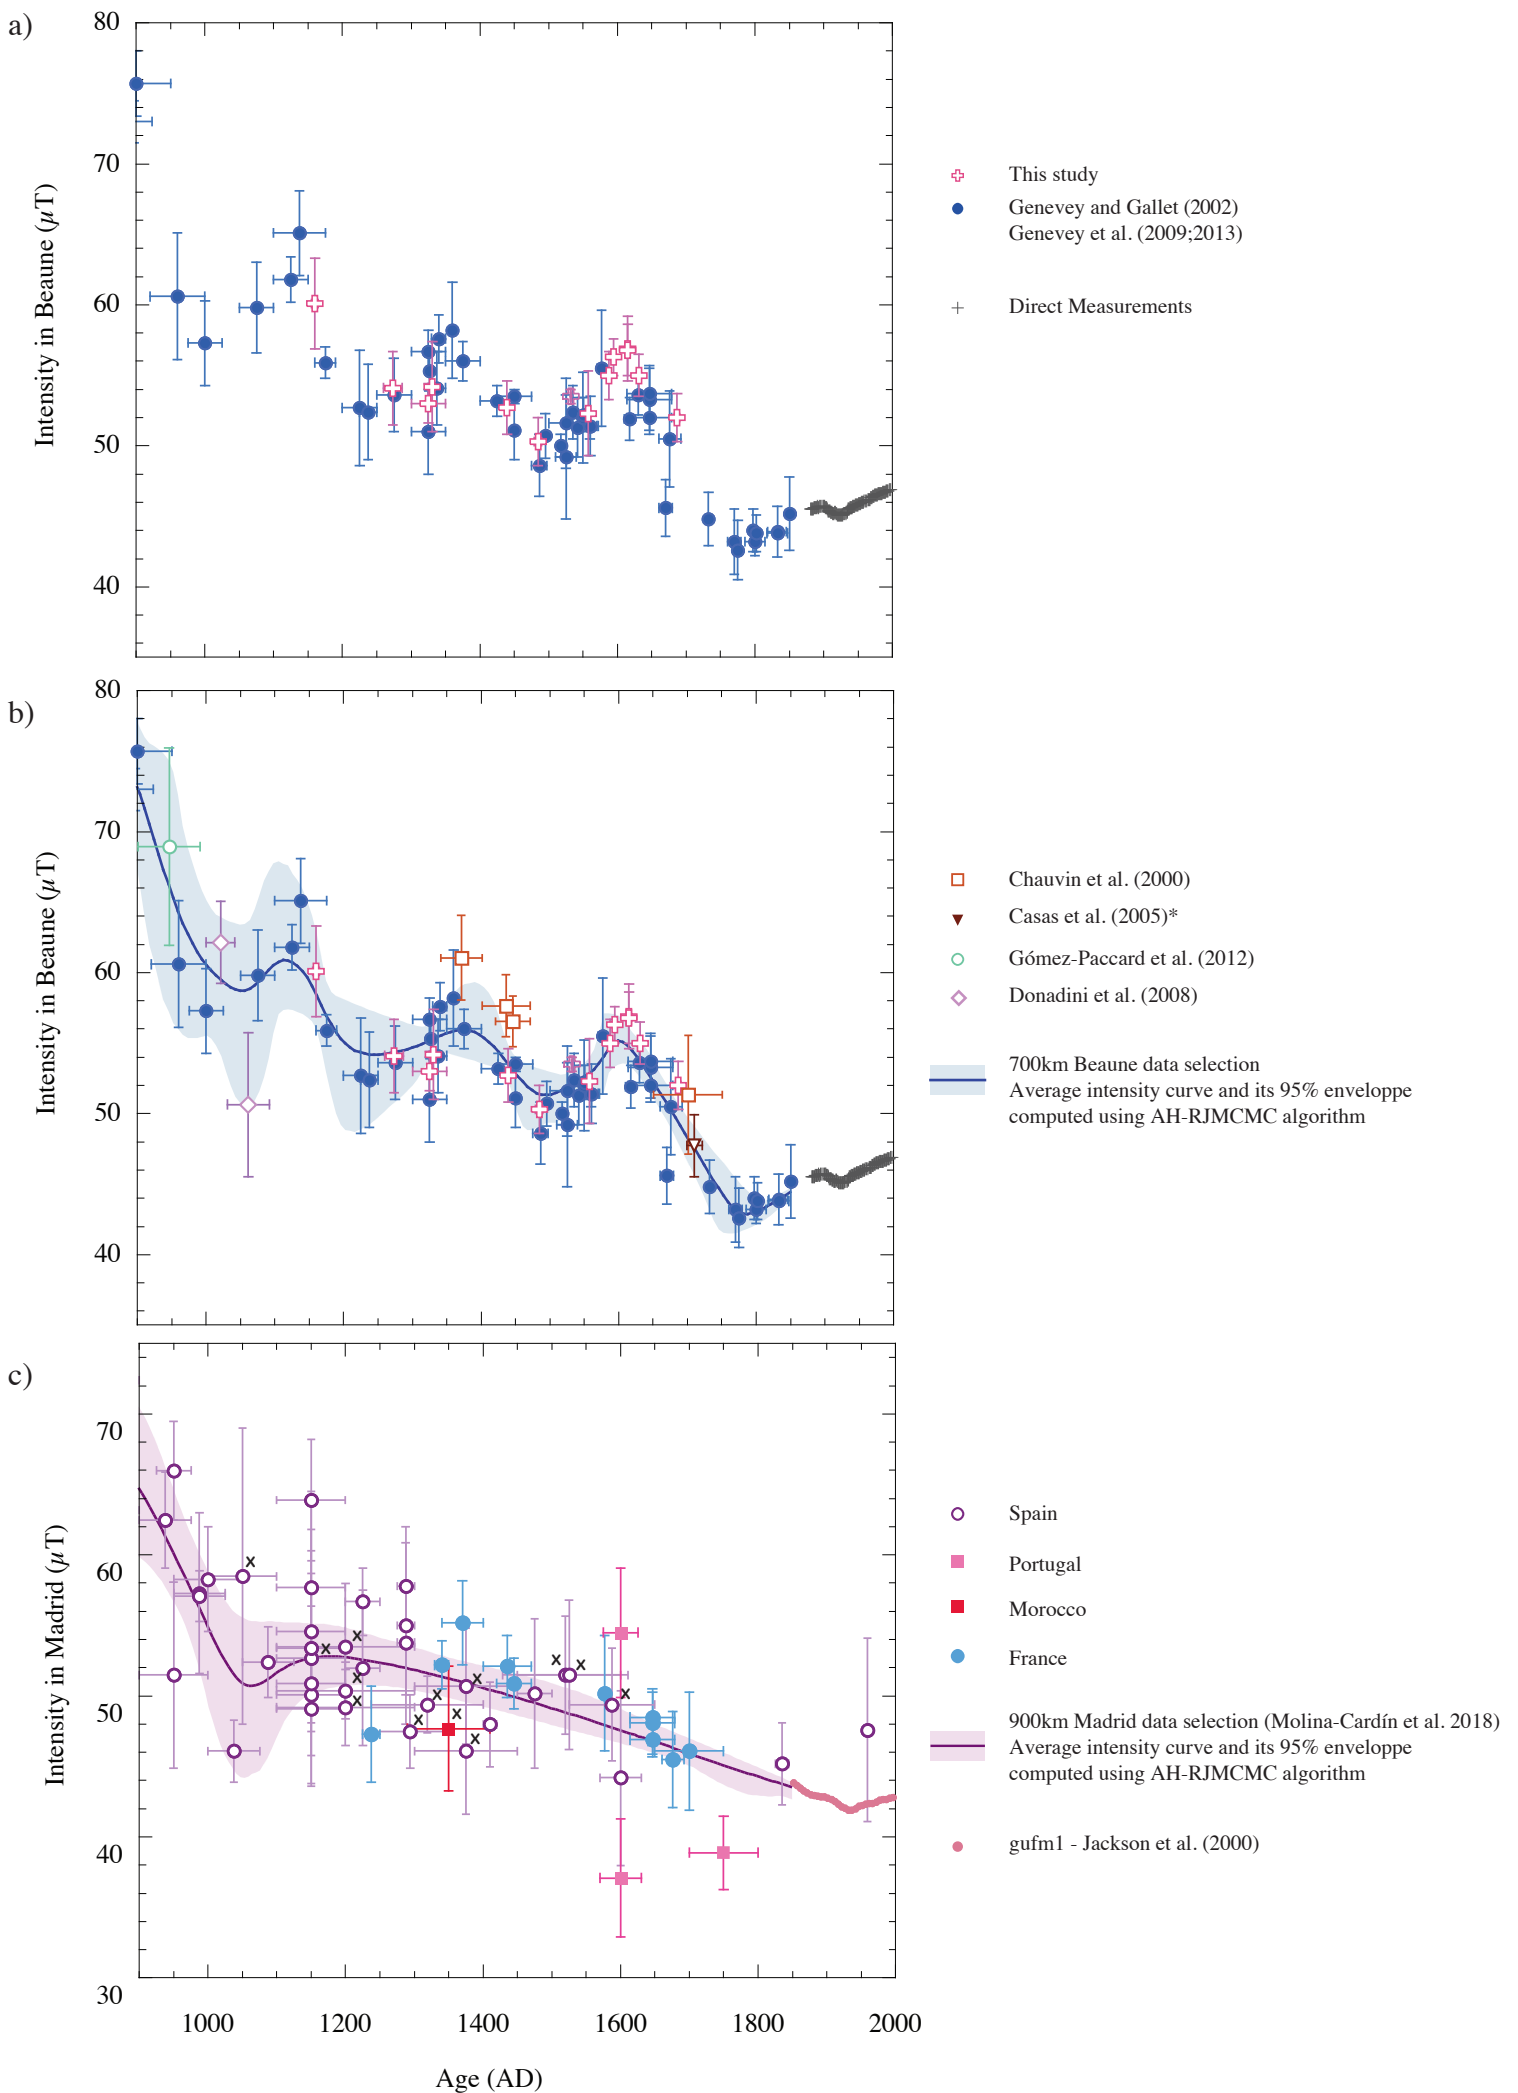 a)
80
70
60
50
40
Intensity in Beaune (µT)
This study
Genevey and Gallet (2002)
Genevey et al. (2009;2013)
Direct Measurements
b)
80
70
60
50
40
Intensity in Beaune (µT)
Chauvin et al. (2000)
Casas et al. (2005)*
Gómez-Paccard et al. (2012)
Donadini et al. (2008)
700km Beaune data selection
Average intensity curve and its 95% enveloppe
computed using AH-RJMCMC algorithm
c)
70
60
50
40
30
Intensity in Madrid (µT)
x
x
x
x
x
x
x
x
x
x
x
x
x
Spain
Portugal
Morocco
France
900km Madrid data selection (Molina-Cardín et al. 2018)
Average intensity curve and its 95% enveloppe
computed using AH-RJMCMC algorithm
gufm1 - Jackson et al. (2000)
1000 1200 1400 1600 1800 2000
Age (AD)